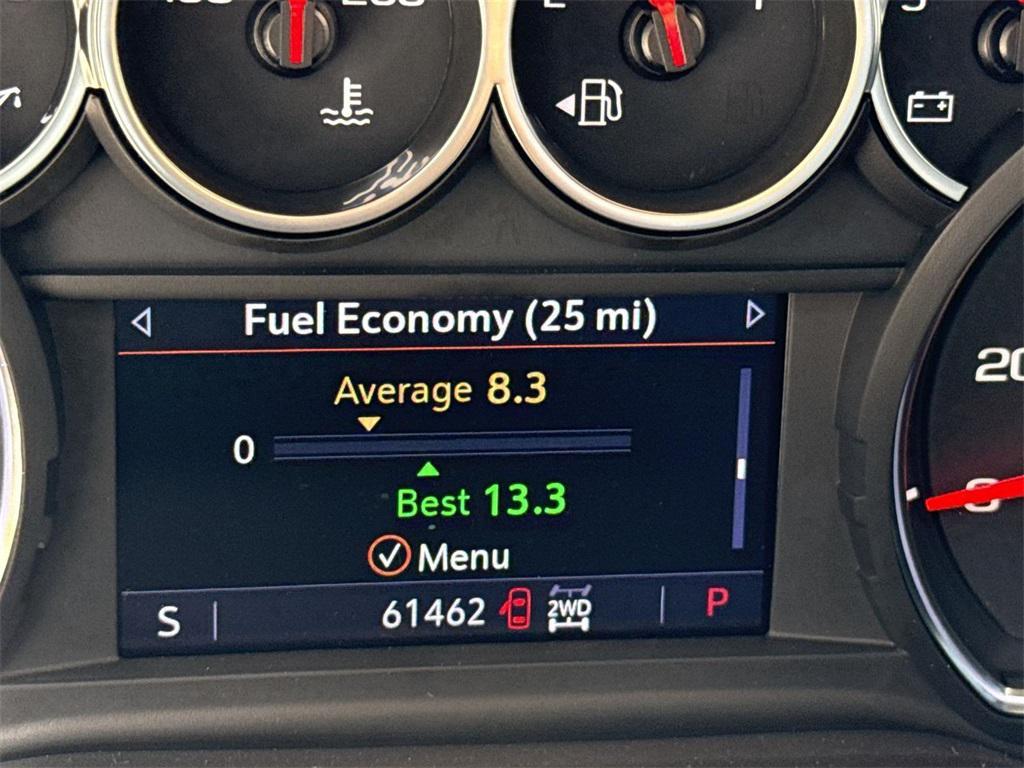 Fuel Economy (25 mi)
Average 8.3
0
Best 13.3
Menu
S 61462 2WD P